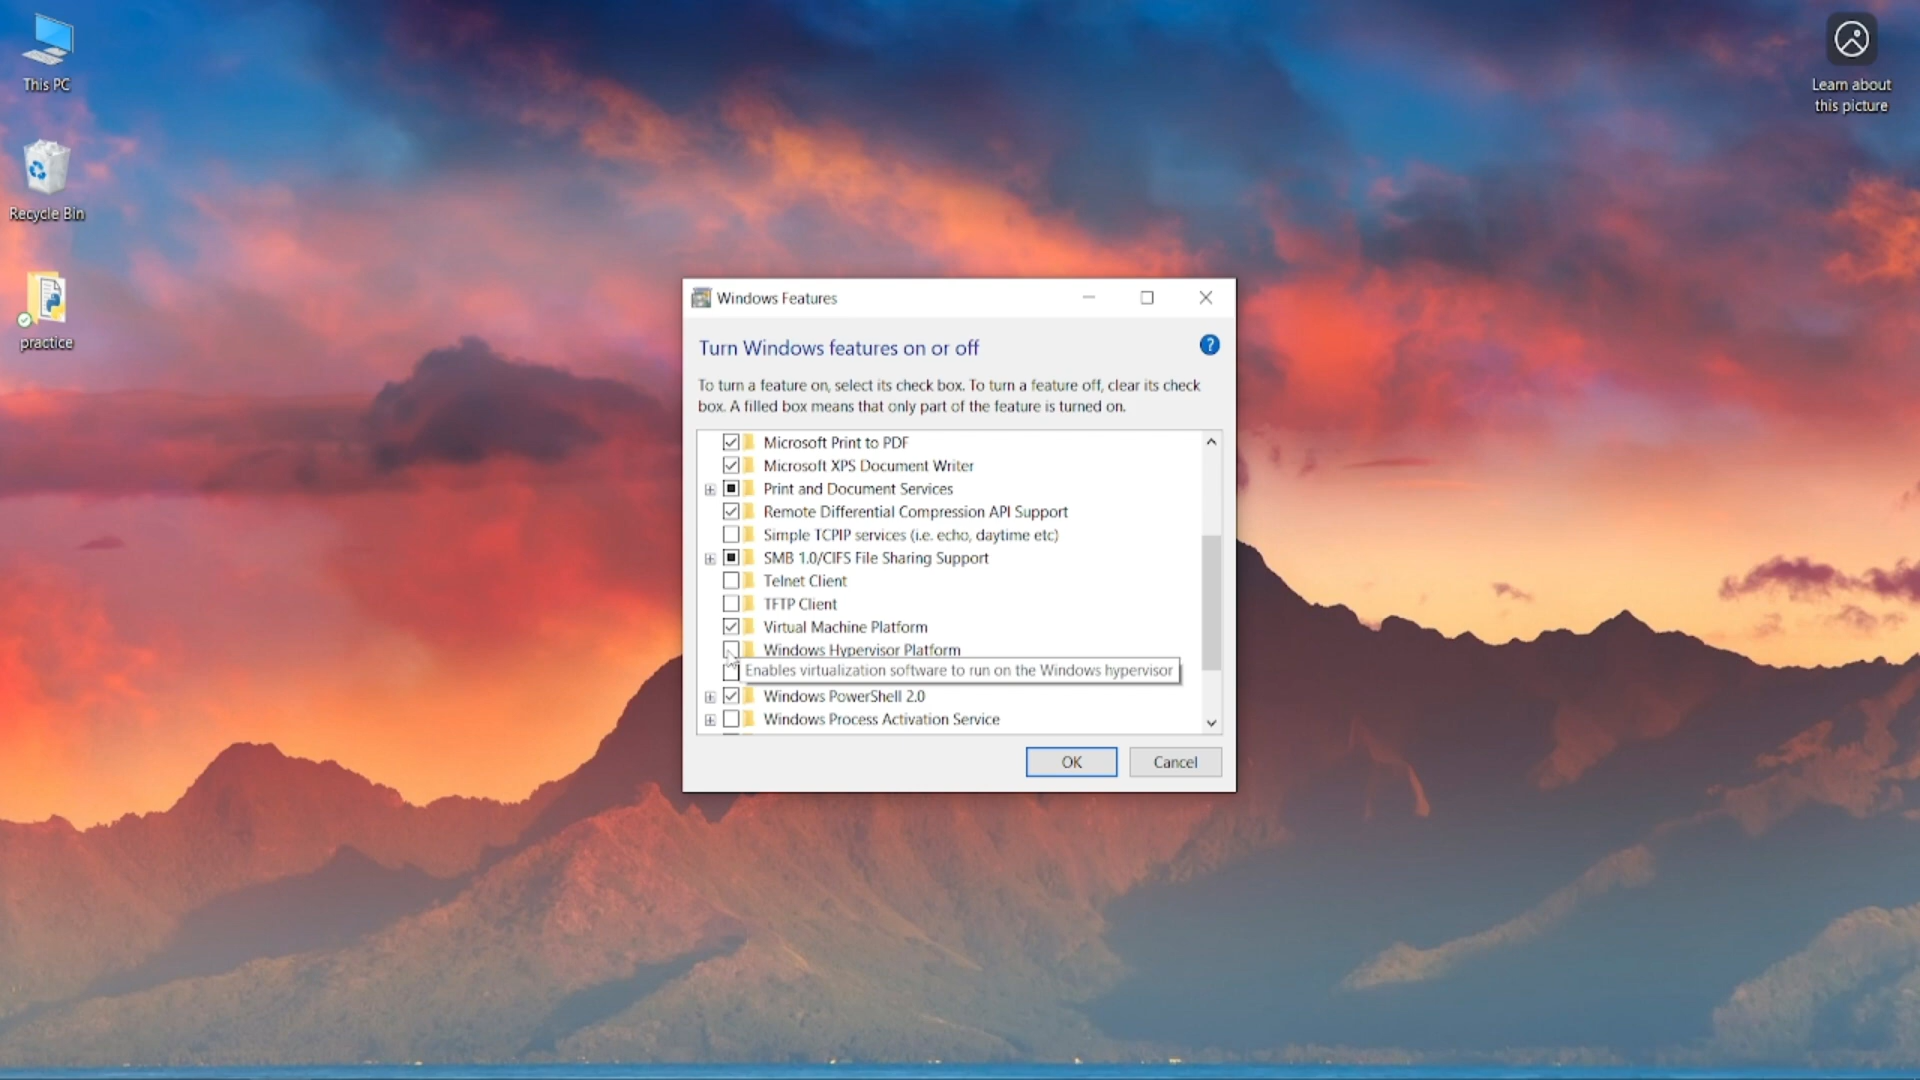 This PC
Recycle Bin
practice
Learn about
this picture
Windows Features
Turn Windows features on or off
?
To turn a feature on, select its check box. To turn a feature off, clear its check
box. A filled box means that only part of the feature is turned on.
Microsoft Print to PDF
Microsoft XPS Document Writer
Print and Document Services
Remote Differential Compression API Support
Simple TCPIP services (i.e. echo, daytime etc)
SMB 1.0/CIFS File Sharing Support
Telnet Client
TFTP Client
Virtual Machine Platform
Windows Hypervisor Platform
Enables virtualization software to run on the Windows hypervisor
Windows PowerShell 2.0
Windows Process Activation Service
OK
Cancel